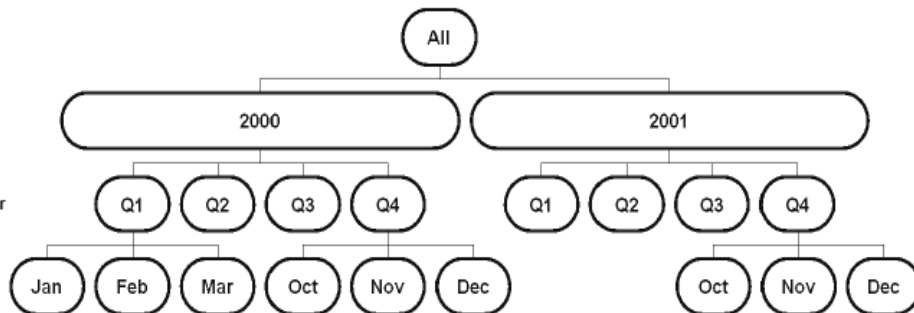 All
2000 2001
r Q1 Q2 Q3 Q4 Q1 Q2 Q3 Q4
Jan Feb Mar Oct Nov Dec Oct Nov Dec